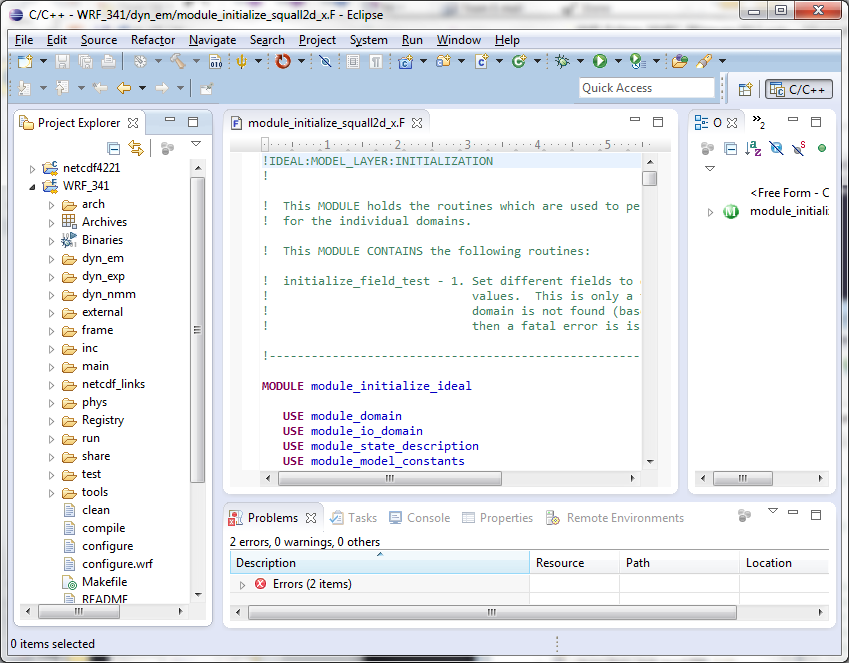 C/C++ - WRF_341/dyn_em/module_initialize_squall2d_x.F - Eclipse
File Edit Source Refactor Navigate Search Project System Run Window Help
Quick Access
C/C++
Project Explorer
netcdf4221
WRF_341
arch
Archives
Binaries
dyn_em
dyn_exp
dyn_nmm
external
frame
inc
main
netcdf_links
phys
Registry
run
share
test
tools
clean
compile
configure
configure.wrf
Makefile
README
module_initialize_squall2d_x.F
1 2 3 4 5
!IDEAL:MODEL_LAYER:INITIALIZATION
!
! This MODULE holds the routines which are used to pe
! for the individual domains.
! This MODULE CONTAINS the following routines:
! initialize_field_test - 1. Set different fields to
! values. This is only a
! domain is not found (bas
! then a fatal error is is
!-----------------------------------------------------
MODULE module_initialize_ideal
USE module_domain
USE module_io_domain
USE module_state_description
USE module_model_constants
O
2
<Free Form - C
module_initiali
Problems Tasks Console Properties Remote Environments
2 errors, 0 warnings, 0 others
Description Resource Path Location
Errors (2 items)
0 items selected